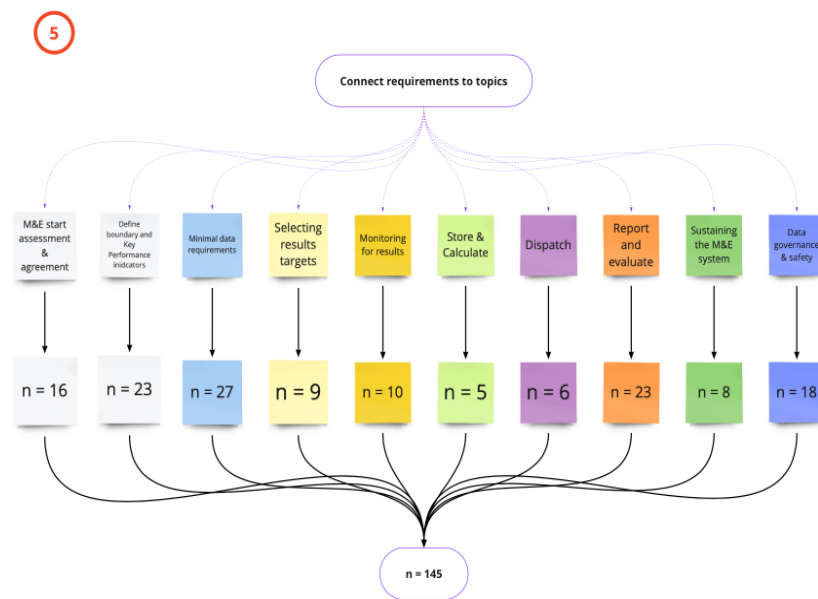 5
Connect requirements to topics
M&E start
assessment
&
agreement
Define
boundary and
Key
Performance
inidcators
Minimal data
requirements
Selecting
results
targets
Monitoring
for results
Store &
Calculate
Dispatch
Report
and
evaluate
Sustaining
the M&E
system
Data
governance
& safety
n = 16
n = 23
n = 27
n = 9
n = 10
n = 5
n = 6
n = 23
n = 8
n = 18
n = 145